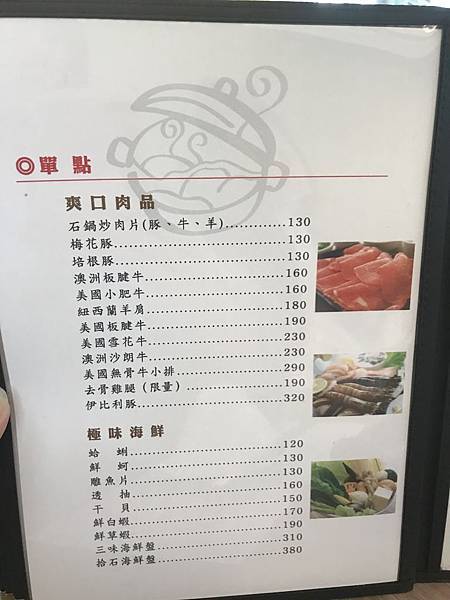 ◎單 點
爽口肉品
石鍋炒肉片(豚、牛、羊)..............130
梅花豚..............................130
培根豚..............................130
澳洲板腱牛..........................160
美國小肥牛..........................160
紐西蘭羊肩..........................180
美國板腱牛..........................190
美國雪花牛..........................230
澳洲沙朗牛..........................230
美國無骨牛小排......................290
去骨雞腿（限量）....................190
伊比利豚............................320
極味海鮮
蛤 蜊..............................120
鮮 蚵..............................130
雕魚片..............................130
透 抽..............................160
干 貝..............................150
鮮白蝦..............................170
鮮草蝦..............................190
三味海鮮盤..........................310
拾石海鮮盤..........................380